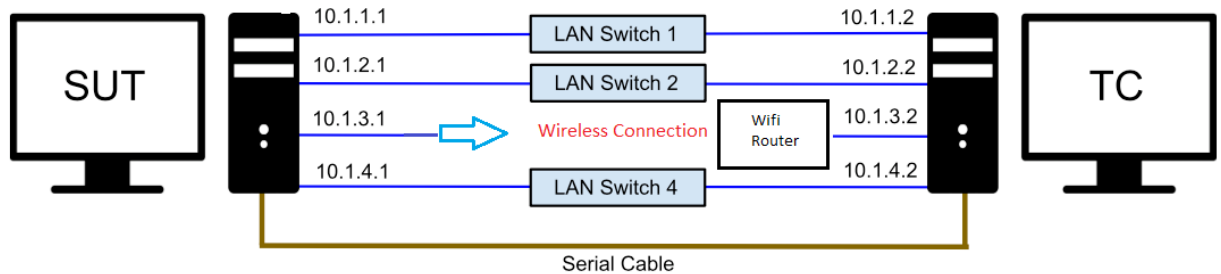 10.1.1.1
LAN Switch 1
10.1.1.2
SUT
10.1.2.1
LAN Switch 2
10.1.2.2
TC
10.1.3.1
Wireless Connection
Wifi
Router
10.1.3.2
10.1.4.1
LAN Switch 4
10.1.4.2
Serial Cable